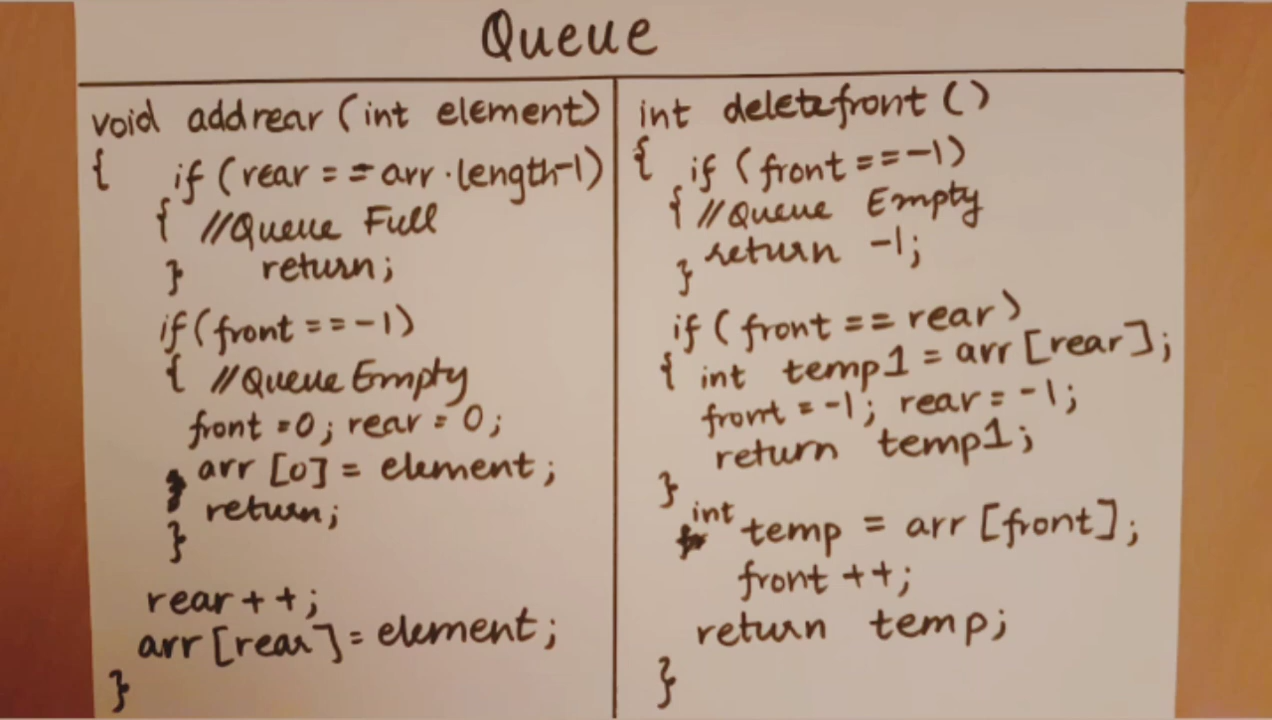 Queue
void addrear (int element)
{ if (rear == arr.length-1)
{ //Queue Full
} return;
if(front == -1)
{ //Queue Empty
front =0; rear = 0;
arr [0] = element;
return;
}
rear++;
arr [rear] = element;
}
int deletefront ()
{ if (front == -1)
{ //Queue Empty
return -1;
}
if (front == rear)
{ int temp1 = arr [rear];
front = -1; rear = -1;
return temp1;
}
int temp = arr [front];
front ++;
return temp;
}